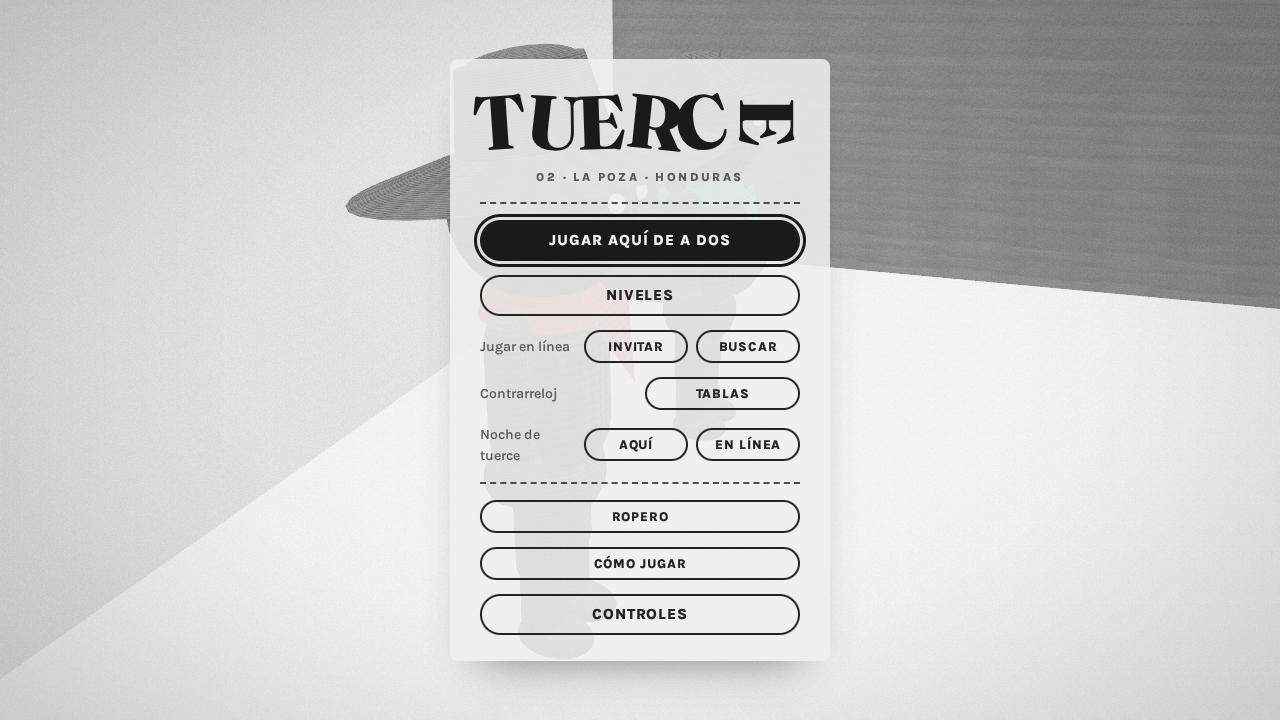 TUERCE
02 · LA POZA · HONDURAS
JUGAR AQUÍ DE A DOS
NIVELES
Jugar en línea INVITAR BUSCAR
Contrarreloj TABLAS
Noche de tuerce AQUÍ EN LÍNEA
ROPERO
CÓMO JUGAR
CONTROLES